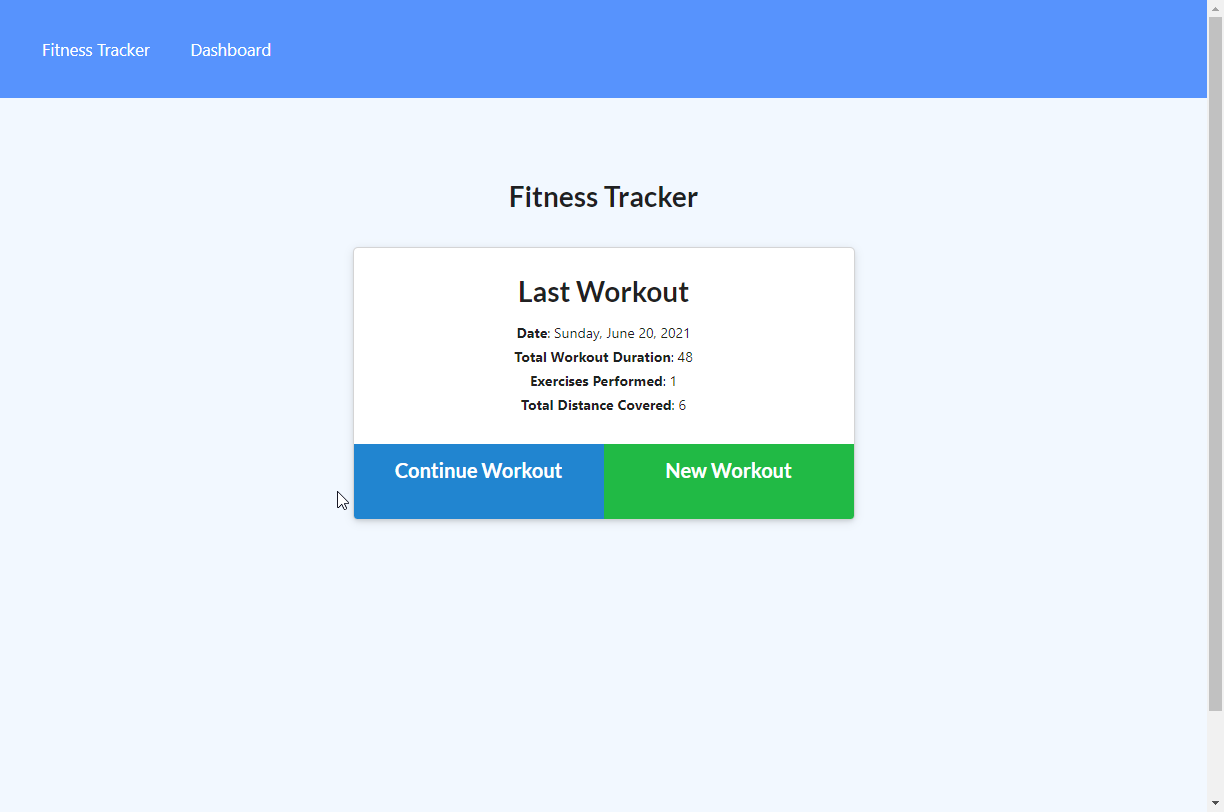 Fitness Tracker Dashboard
Fitness Tracker
Last Workout
Date: Sunday, June 20, 2021
Total Workout Duration: 48
Exercises Performed: 1
Total Distance Covered: 6
Continue Workout New Workout